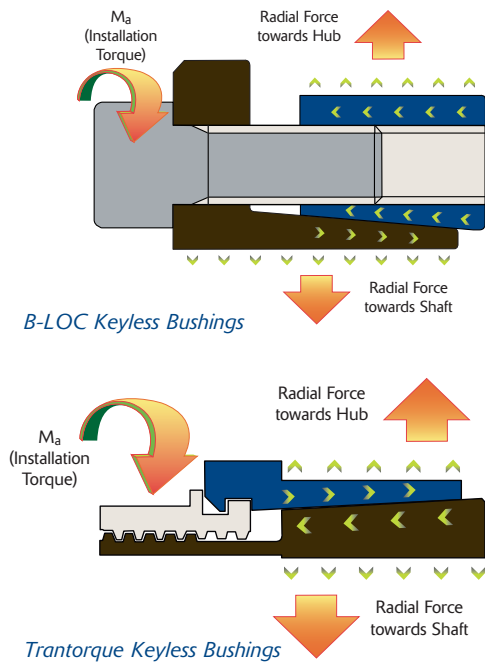 Ma
(Installation
Torque)
Radial Force
towards Hub
Radial Force
towards Shaft
B-LOC Keyless Bushings
Ma
(Installation
Torque)
Radial Force
towards Hub
Radial Force
towards Shaft
Trantorque Keyless Bushings